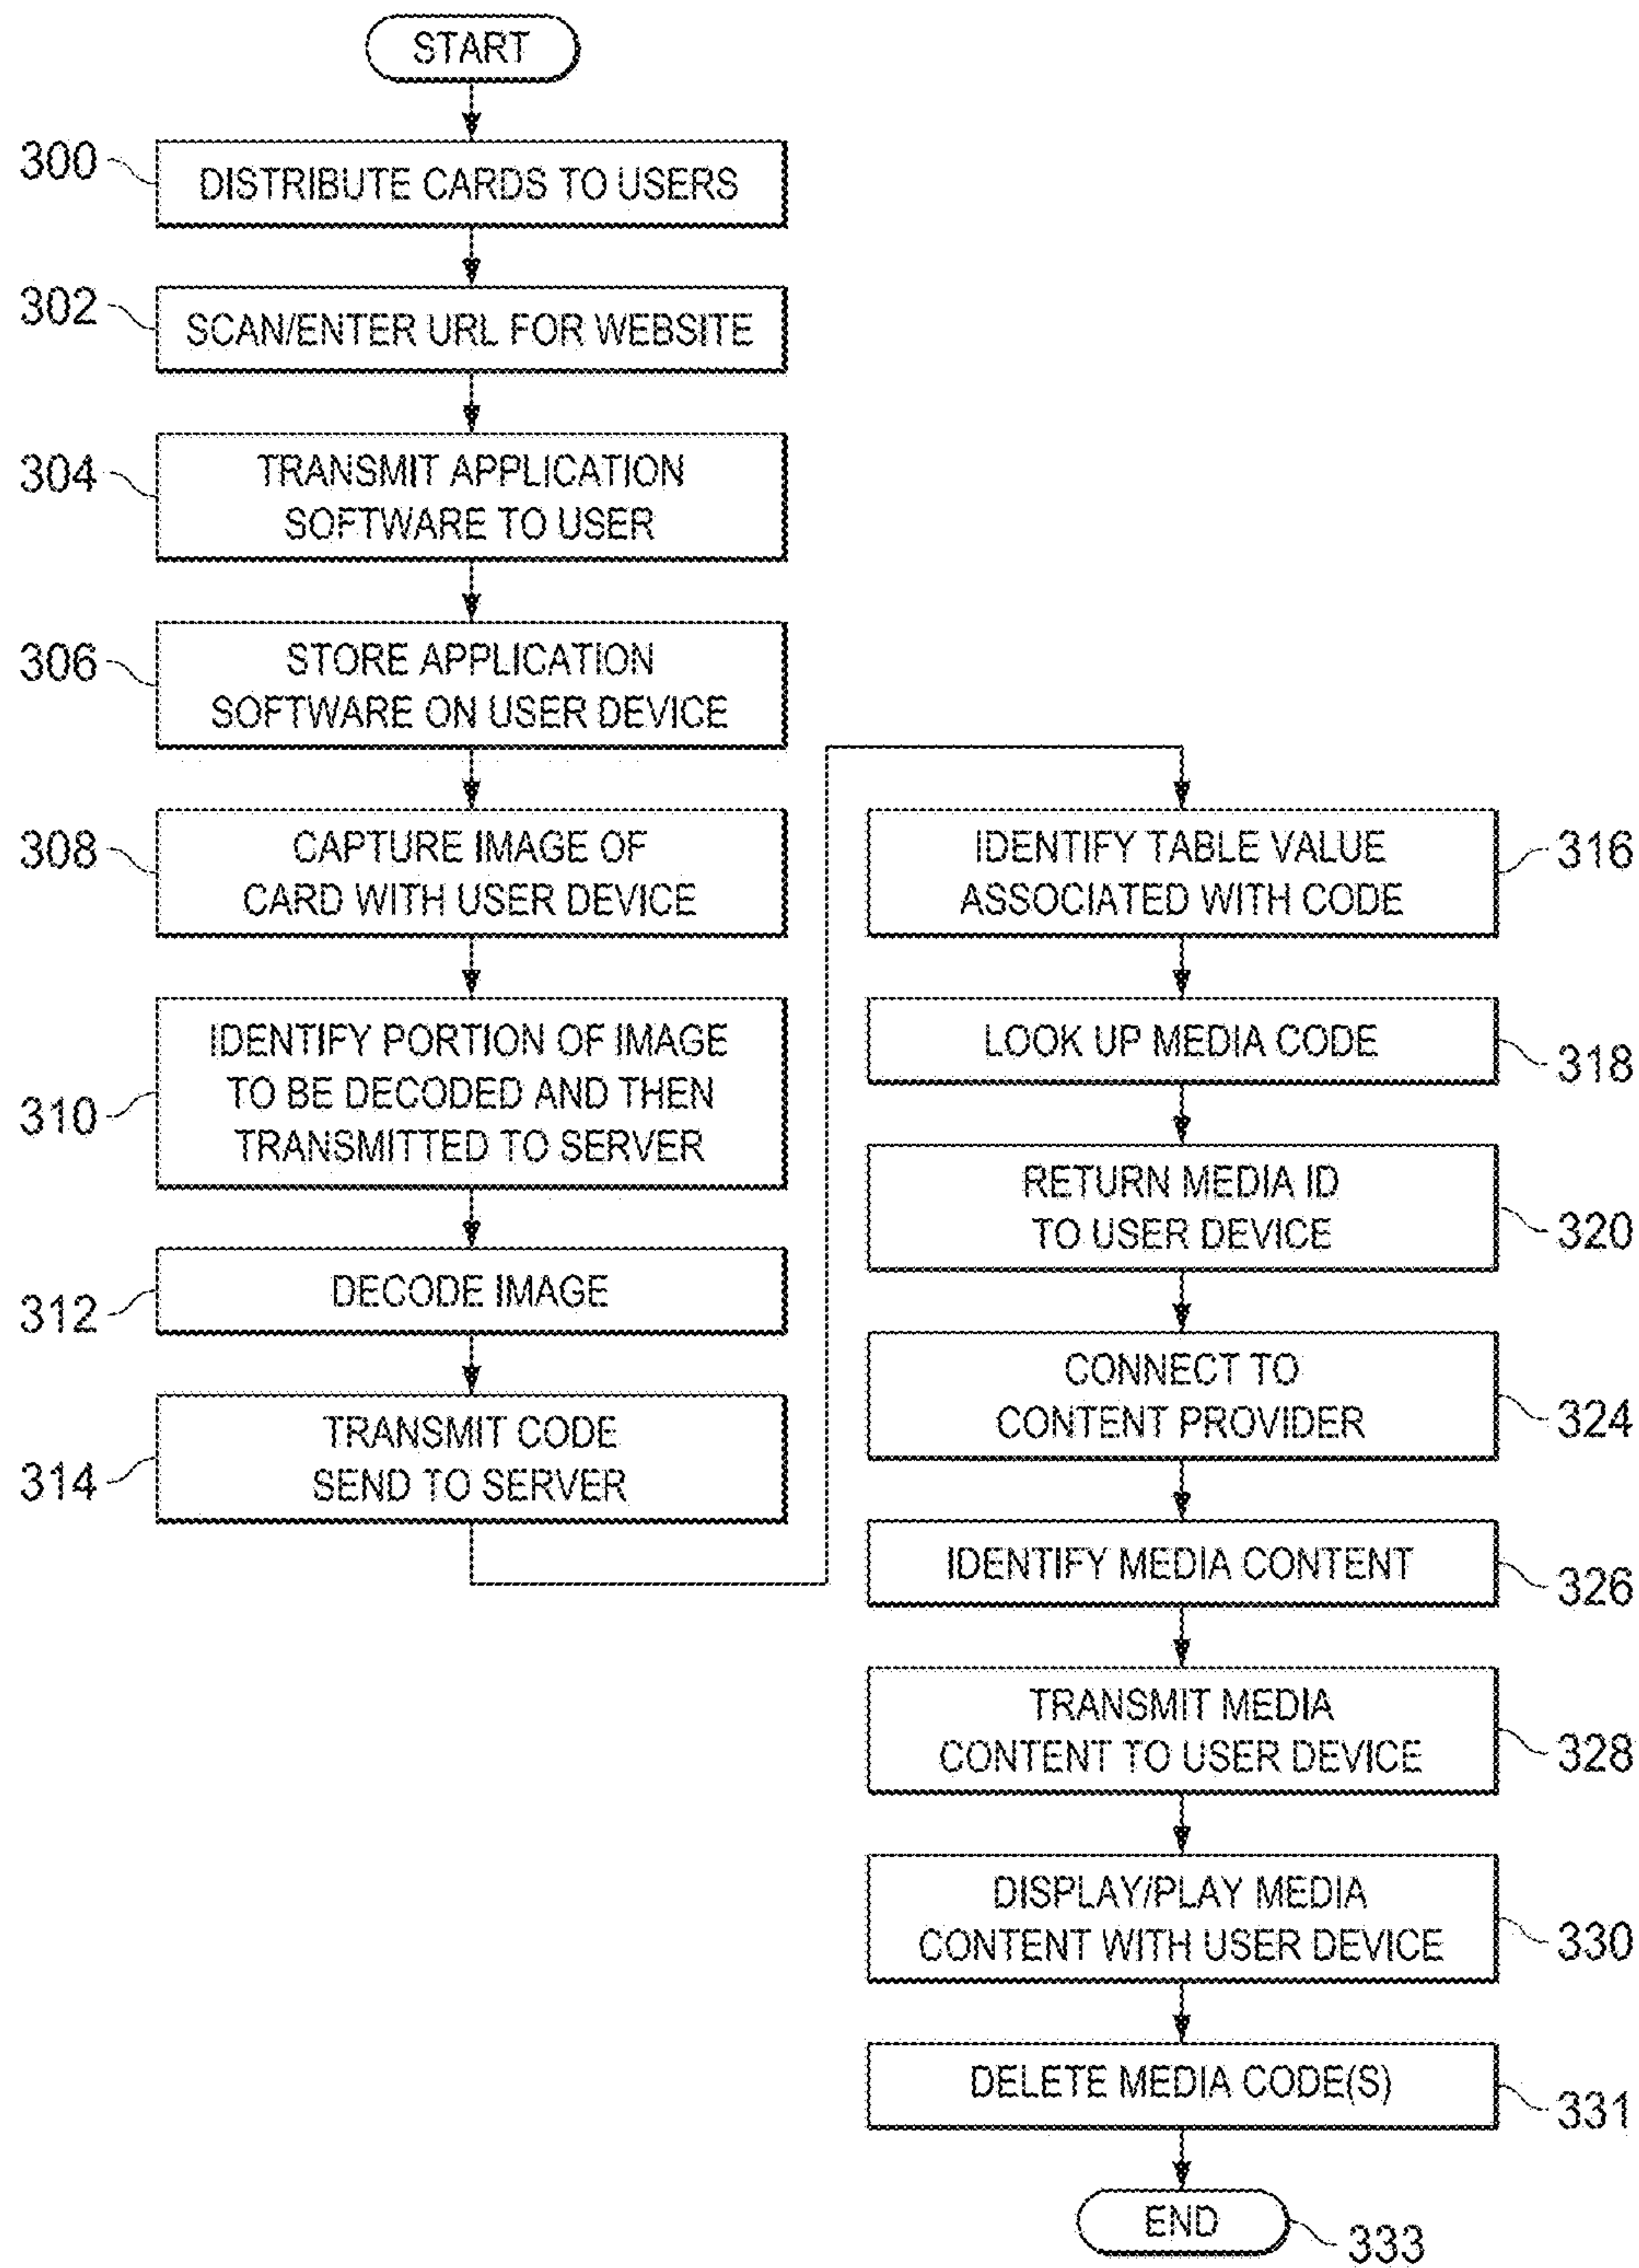 START
300
DISTRIBUTE CARDS TO USERS
302
SCAN/ENTER URL FOR WEBSITE
304
TRANSMIT APPLICATION
SOFTWARE TO USER
306
STORE APPLICATION
SOFTWARE ON USER DEVICE
308
CAPTURE IMAGE OF
CARD WITH USER DEVICE
310
IDENTIFY PORTION OF IMAGE
TO BE DECODED AND THEN
TRANSMITTED TO SERVER
312
DECODE IMAGE
314
TRANSMIT CODE
SEND TO SERVER
IDENTIFY TABLE VALUE
ASSOCIATED WITH CODE
316
LOOK UP MEDIA CODE
318
RETURN MEDIA ID
TO USER DEVICE
320
CONNECT TO
CONTENT PROVIDER
324
IDENTIFY MEDIA CONTENT
326
TRANSMIT MEDIA
CONTENT TO USER DEVICE
328
DISPLAY/PLAY MEDIA
CONTENT WITH USER DEVICE
330
DELETE MEDIA CODE(S)
331
END
333